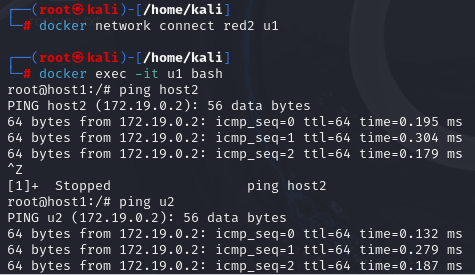 ┌──(root㉿kali)-[/home/kali]
└─# docker network connect red2 u1
┌──(root㉿kali)-[/home/kali]
└─# docker exec -it u1 bash
root@host1:/# ping host2
PING host2 (172.19.0.2): 56 data bytes
64 bytes from 172.19.0.2: icmp_seq=0 ttl=64 time=0.195 ms
64 bytes from 172.19.0.2: icmp_seq=1 ttl=64 time=0.304 ms
64 bytes from 172.19.0.2: icmp_seq=2 ttl=64 time=0.179 ms
^Z
[1]+  Stopped                 ping host2
root@host1:/# ping u2
PING u2 (172.19.0.2): 56 data bytes
64 bytes from 172.19.0.2: icmp_seq=0 ttl=64 time=0.132 ms
64 bytes from 172.19.0.2: icmp_seq=1 ttl=64 time=0.279 ms
64 bytes from 172.19.0.2: icmp_seq=2 ttl=64 time=0.187 ms